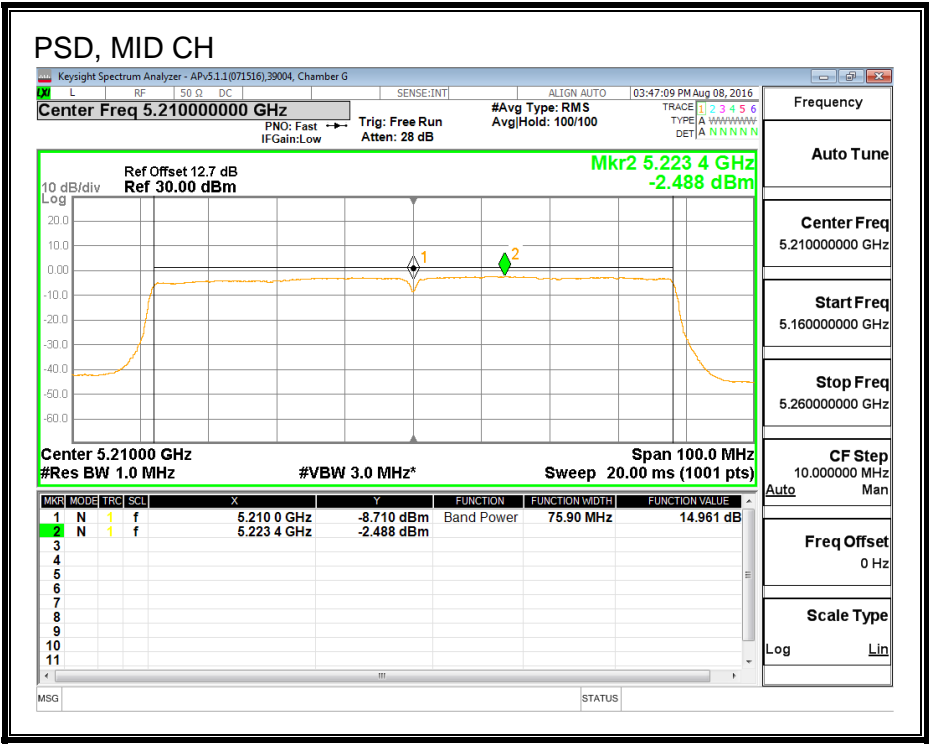 PSD, MID CH
Keysight Spectrum Analyzer - APv5.1.1(071516),39004, Chamber G
LXI L RF 50 Ω DC SENSE:INT ALIGN AUTO 03:47:09 PM Aug 08, 2016
Center Freq 5.210000000 GHz
PNO: Fast
IFGain:Low
Trig: Free Run
Atten: 28 dB
#Avg Type: RMS
Avg|Hold: 100/100
TRACE 1 2 3 4 5 6
TYPE A WWWWW
DET A N N N N N
Ref Offset 12.7 dB
Ref 30.00 dBm
10 dB/div
Log
Mkr2 5.223 4 GHz
-2.488 dBm
20.0
10.0
0.00
-10.0
-20.0
-30.0
-40.0
-50.0
-60.0
1
2
Center 5.21000 GHz
Span 100.0 MHz
#Res BW 1.0 MHz
#VBW 3.0 MHz*
Sweep 20.00 ms (1001 pts)
MKR MODE TRC SCL X Y FUNCTION FUNCTION WIDTH FUNCTION VALUE
1 N 1 f 5.210 0 GHz -8.710 dBm Band Power 75.90 MHz 14.961 dB
2 N 1 f 5.223 4 GHz -2.488 dBm
3
4
5
6
7
8
9
10
11
MSG
STATUS
Frequency
Auto Tune
Center Freq
5.210000000 GHz
Start Freq
5.160000000 GHz
Stop Freq
5.260000000 GHz
CF Step
10.000000 MHz
Auto Man
Freq Offset
0 Hz
Scale Type
Log Lin